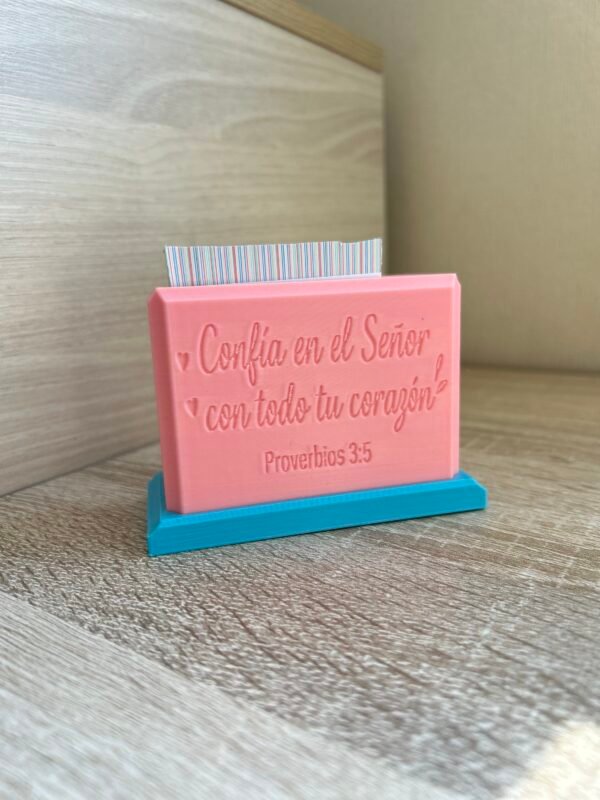 Confía en el Señor
con todo tu corazón
Proverbios 3:5